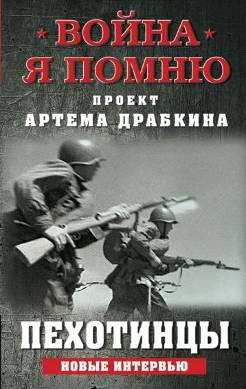 ВОЙНА
Я ПОМНЮ
ПРОЕКТ
АРТЕМА ДРАБКИНА
ПЕХОТИНЦЫ
НОВЫЕ ИНТЕРВЬЮ